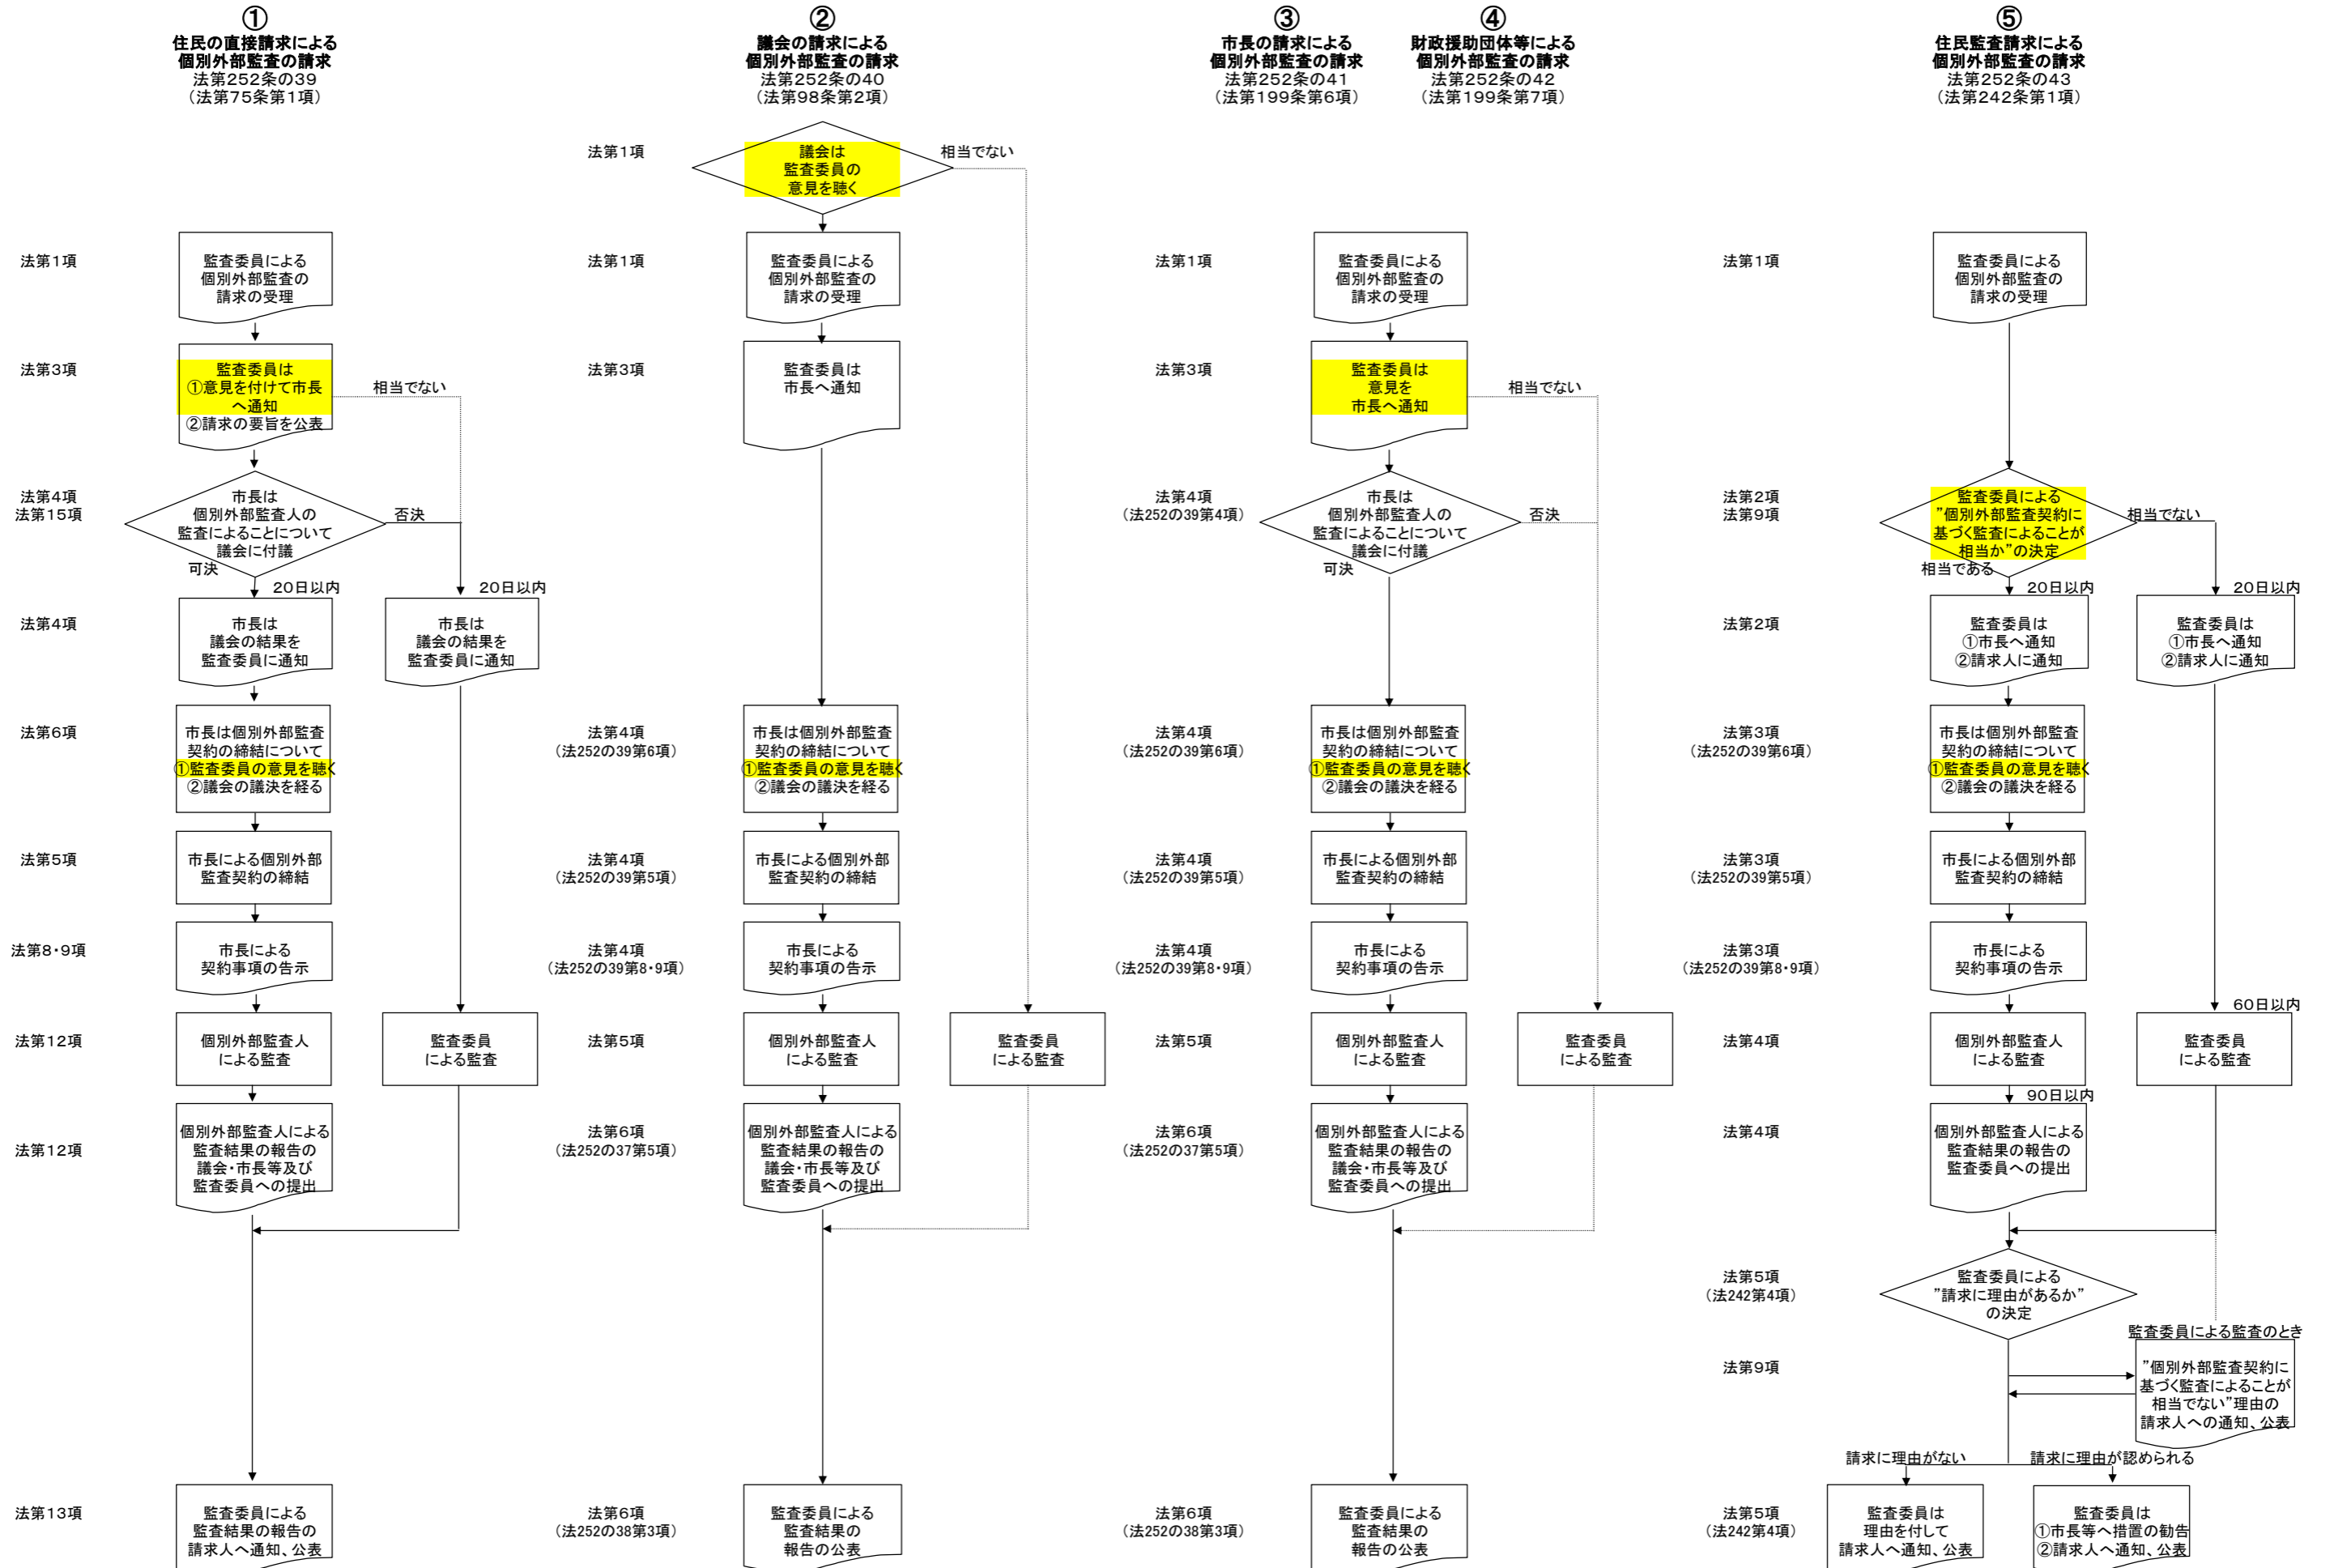 ①
住民の直接請求による
個別外部監査の請求
法第252条の39
（法第75条第1項）
②
議会の請求による
個別外部監査の請求
法第252条の40
（法第98条第2項）
③
市長の請求による
個別外部監査の請求
法第252条の41
（法第199条第6項）
④
財政援助団体等による
個別外部監査の請求
法第252条の42
（法第199条第7項）
⑤
住民監査請求による
個別外部監査の請求
法第252条の43
（法第242条第1項）
法第1項
監査委員による
個別外部監査の
請求の受理
法第3項
監査委員は
①意見を付けて市長
へ通知
②請求の要旨を公表
相当でない
法第4項
法第15項
市長は
個別外部監査人の
監査によることについて
議会に付議
否決
可決
20日以内
20日以内
法第4項
市長は
議会の結果を
監査委員に通知
市長は
議会の結果を
監査委員に通知
法第6項
市長は個別外部監査
契約の締結について
①監査委員の意見を聴く
②議会の議決を経る
法第5項
市長による個別外部
監査契約の締結
法第8・9項
市長による
契約事項の告示
法第12項
個別外部監査人
による監査
監査委員
による監査
法第12項
個別外部監査人による
監査結果の報告の
議会・市長等及び
監査委員への提出
法第13項
監査委員による
監査結果の報告の
請求人へ通知、公表
法第1項
議会は
監査委員の
意見を聴く
相当でない
法第1項
監査委員による
個別外部監査の
請求の受理
法第3項
監査委員は
市長へ通知
法第4項
（法252の39第6項）
市長は個別外部監査
契約の締結について
①監査委員の意見を聴く
②議会の議決を経る
法第4項
（法252の39第5項）
市長による個別外部
監査契約の締結
法第4項
（法252の39第8・9項）
市長による
契約事項の告示
法第5項
個別外部監査人
による監査
監査委員
による監査
法第6項
（法252の37第5項）
個別外部監査人による
監査結果の報告の
議会・市長等及び
監査委員への提出
法第6項
（法252の38第3項）
監査委員による
監査結果の
報告の公表
法第1項
監査委員による
個別外部監査の
請求の受理
法第3項
監査委員は
意見を
市長へ通知
相当でない
法第4項
（法252の39第4項）
市長は
個別外部監査人の
監査によることについて
議会に付議
否決
可決
法第4項
（法252の39第6項）
市長は個別外部監査
契約の締結について
①監査委員の意見を聴く
②議会の議決を経る
法第4項
（法252の39第5項）
市長による個別外部
監査契約の締結
法第4項
（法252の39第8・9項）
市長による
契約事項の告示
法第5項
個別外部監査人
による監査
監査委員
による監査
法第6項
（法252の37第5項）
個別外部監査人による
監査結果の報告の
議会・市長等及び
監査委員への提出
法第6項
（法252の38第3項）
監査委員による
監査結果の
報告の公表
法第1項
監査委員による
個別外部監査の
請求の受理
法第2項
法第9項
監査委員による
”個別外部監査契約に
基づく監査によることが
相当か”の決定
相当でない
相当である
20日以内
20日以内
法第2項
監査委員は
①市長へ通知
②請求人に通知
監査委員は
①市長へ通知
②請求人に通知
法第3項
（法252の39第6項）
市長は個別外部監査
契約の締結について
①監査委員の意見を聴く
②議会の議決を経る
法第3項
（法252の39第5項）
市長による個別外部
監査契約の締結
法第3項
（法252の39第8・9項）
市長による
契約事項の告示
60日以内
法第4項
個別外部監査人
による監査
監査委員
による監査
90日以内
法第4項
個別外部監査人による
監査結果の報告の
監査委員への提出
法第5項
（法242第4項）
監査委員による
”請求に理由があるか”
の決定
監査委員による監査のとき
法第9項
”個別外部監査契約に
基づく監査によることが
相当でない”理由の
請求人への通知、公表
請求に理由がない
請求に理由が認められる
法第5項
（法242第4項）
監査委員は
理由を付して
請求人へ通知、公表
監査委員は
①市長等へ措置の勧告
②請求人へ通知、公表